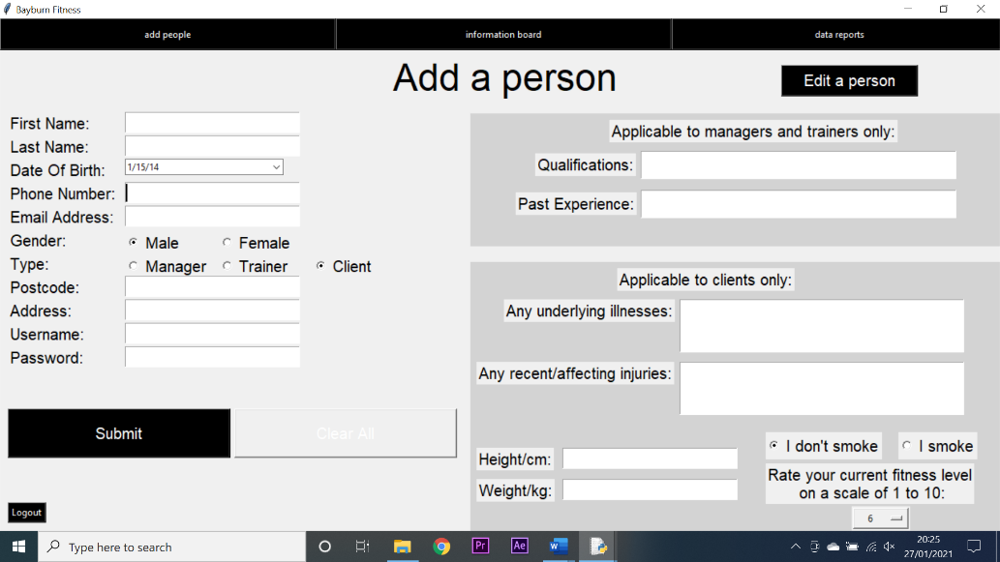 Bayburn Fitness
add people
information board
data reports
Add a person
Edit a person
First Name:
Last Name:
Date Of Birth:
1/15/14
Phone Number:
Email Address:
Gender:
Male
Female
Type:
Manager
Trainer
Client
Postcode:
Address:
Username:
Password:
Submit
Clear All
Logout
Applicable to managers and trainers only:
Qualifications:
Past Experience:
Applicable to clients only:
Any underlying illnesses:
Any recent/affecting injuries:
Height/cm:
Weight/kg:
I don't smoke
I smoke
Rate your current fitness level
on a scale of 1 to 10:
6
Type here to search
Pr
Ae
W
20:25
27/01/2021